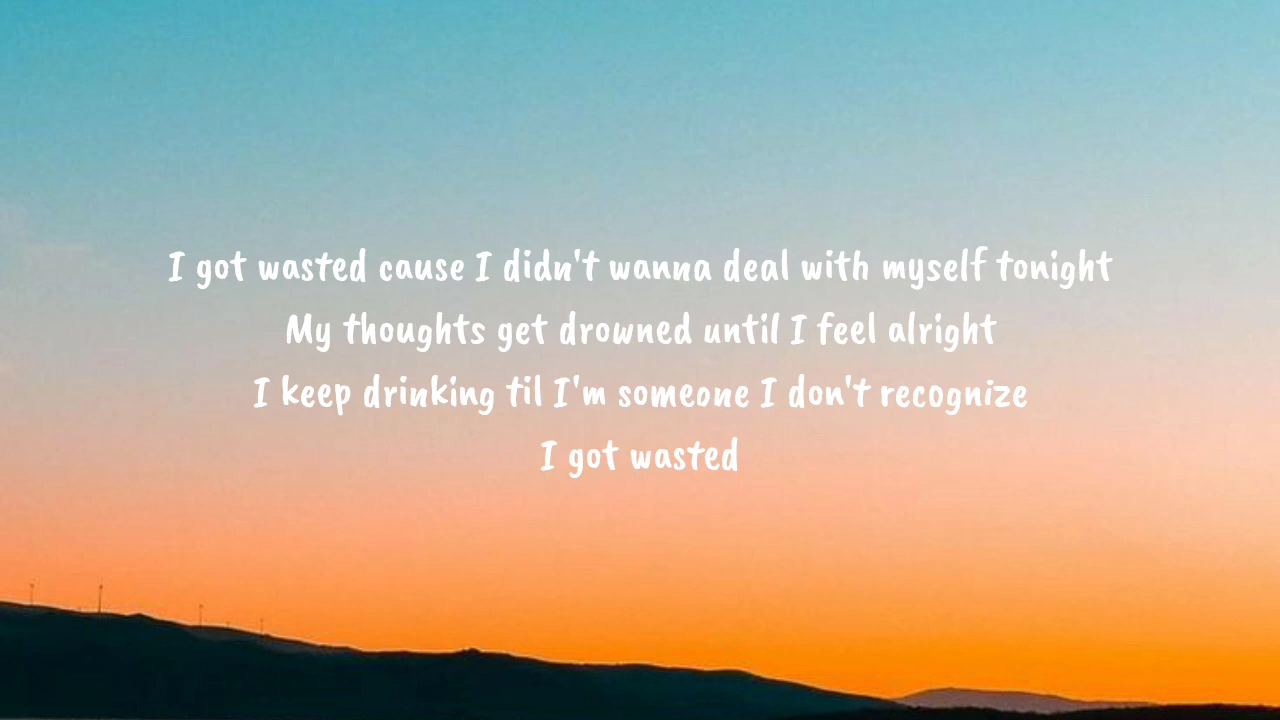 I got wasted cause I didn't wanna deal with myself tonight
My thoughts get drowned until I feel alright
I keep drinking til I'm someone I don't recognize
I got wasted